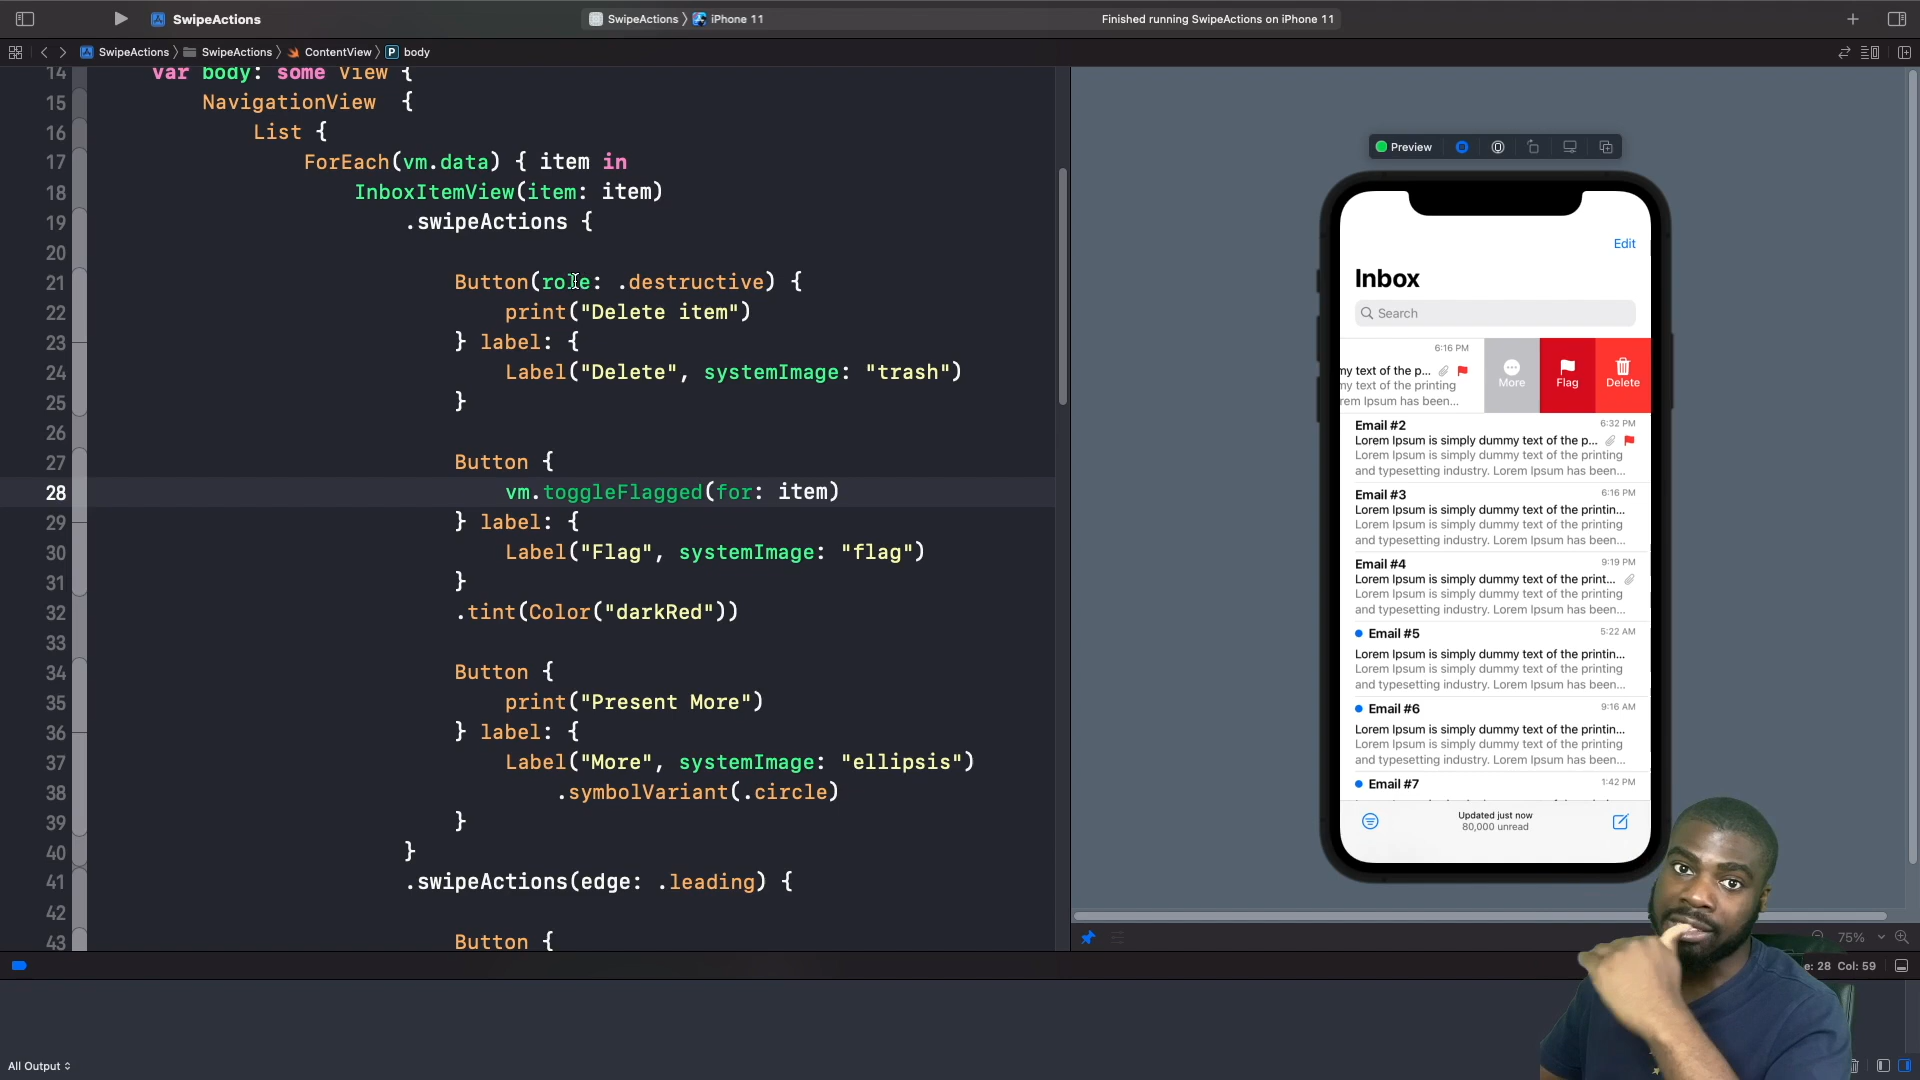 SwipeActions
SwipeActions
iPhone 11
Finished running SwipeActions on iPhone 11
SwipeActions
SwipeActions
ContentView
P
body
14 var body: some View {
15 NavigationView {
16 List {
17 ForEach(vm.data) { item in
18 InboxItemView(item: item)
19 .swipeActions {
20
21 Button(role: .destructive) {
22 print("Delete item")
23 } label: {
24 Label("Delete", systemImage: "trash")
25 }
26
27 Button {
28 vm.toggleFlagged(for: item)
29 } label: {
30 Label("Flag", systemImage: "flag")
31 }
32 .tint(Color("darkRed"))
33
34 Button {
35 print("Present More")
36 } label: {
37 Label("More", systemImage: "ellipsis")
38 .symbolVariant(.circle)
39 }
40 }
41 .swipeActions(edge: .leading) {
42
43 Button {
Preview
Edit
Inbox
Search
6:16 PM
my text of the p...
my text of the printing
rem Ipsum has been...
More
Flag
Delete
Email #2 6:32 PM
Lorem Ipsum is simply dummy text of the p...
Lorem Ipsum is simply dummy text of the printing
and typesetting industry. Lorem Ipsum has been...
Email #3 6:16 PM
Lorem Ipsum is simply dummy text of the printin...
Lorem Ipsum is simply dummy text of the printing
and typesetting industry. Lorem Ipsum has been...
Email #4 9:19 PM
Lorem Ipsum is simply dummy text of the print...
Lorem Ipsum is simply dummy text of the printing
and typesetting industry. Lorem Ipsum has been...
Email #5 5:22 AM
Lorem Ipsum is simply dummy text of the printin...
Lorem Ipsum is simply dummy text of the printing
and typesetting industry. Lorem Ipsum has been...
Email #6 9:16 AM
Lorem Ipsum is simply dummy text of the printin...
Lorem Ipsum is simply dummy text of the printing
and typesetting industry. Lorem Ipsum has been...
Email #7 1:42 PM
Updated just now
80,000 unread
75%
e: 28 Col: 59
All Output